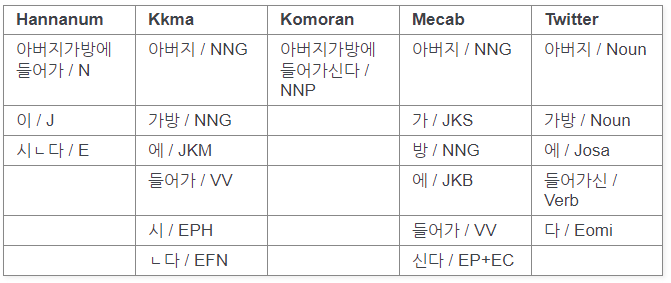 Hannanum Kkma Komoran Mecab Twitter
아버지가방에 아버지 / NNG 아버지가방에 아버지 / NNG 아버지 / Noun
들어가 / N 들어가신다 /
NNP
이 / J 가방 / NNG 가 / JKS 가방 / Noun
시ㄴ다 / E 에 / JKM 방 / NNG 에 / Josa
들어가 / VV 에 / JKB 들어가신 /
Verb
시 / EPH 들어가 / VV 다 / Eomi
ㄴ다 / EFN 신다 / EP+EC